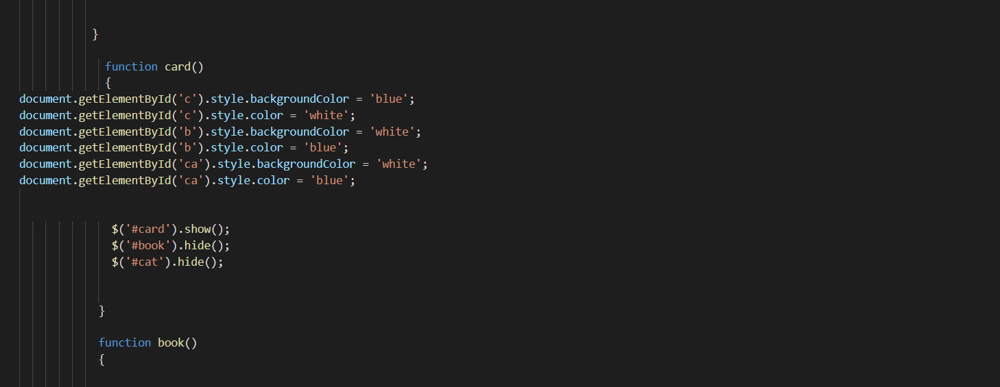 }
function card()
{
document.getElementById('c').style.backgroundColor = 'blue';
document.getElementById('c').style.color = 'white';
document.getElementById('b').style.backgroundColor = 'white';
document.getElementById('b').style.color = 'blue';
document.getElementById('ca').style.backgroundColor = 'white';
document.getElementById('ca').style.color = 'blue';
$('#card').show();
$('#book').hide();
$('#cat').hide();
}
function book()
{